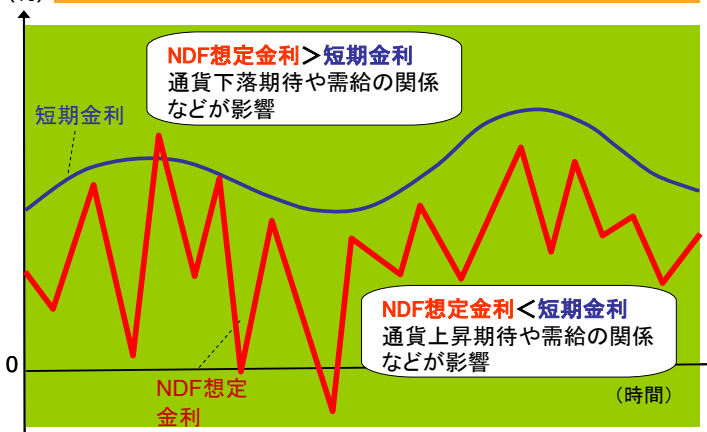 NDF想定金利＞短期金利
通貨下落期待や需給の関係
などが影響
短期金利
NDF想定金利＜短期金利
通貨上昇期待や需給の関係
などが影響
0
NDF想定
金利
（時間）